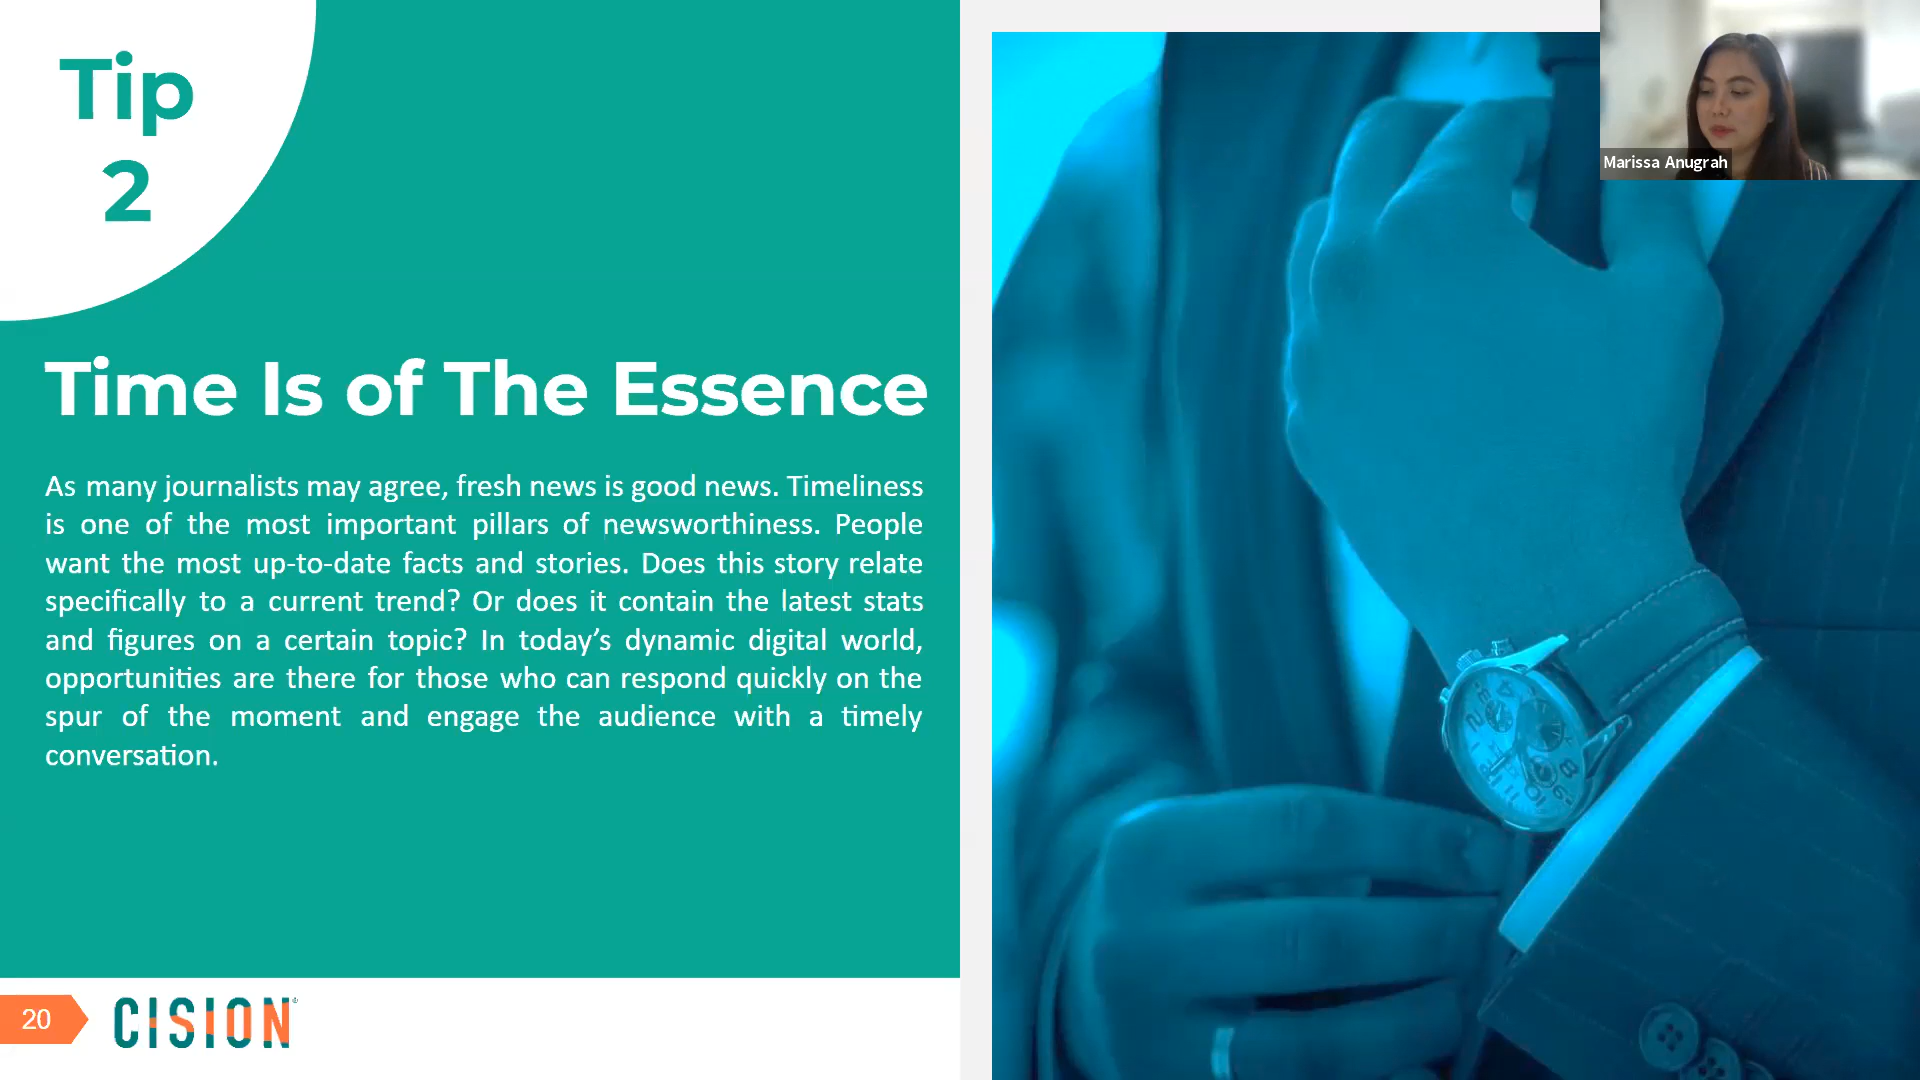 Tip
2
Marissa Anugrah
Time Is of The Essence
As many journalists may agree, fresh news is good news. Timeliness
is one of the most important pillars of newsworthiness. People
want the most up-to-date facts and stories. Does this story relate
specifically to a current trend? Or does it contain the latest stats
and figures on a certain topic? In today’s dynamic digital world,
opportunities are there for those who can respond quickly on the
spur of the moment and engage the audience with a timely
conversation.
20
CISION®